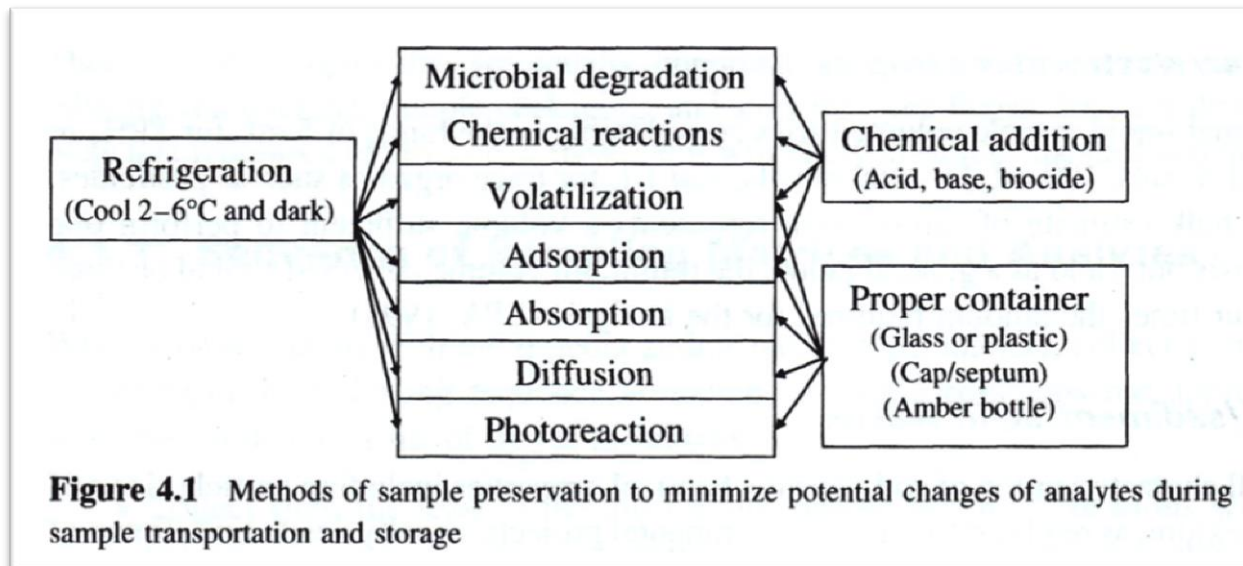 Microbial degradation
Chemical reactions
Volatilization
Adsorption
Absorption
Diffusion
Photoreaction
Refrigeration
(Cool 2–6°C and dark)
Chemical addition
(Acid, base, biocide)
Proper container
(Glass or plastic)
(Cap/septum)
(Amber bottle)
Figure 4.1 Methods of sample preservation to minimize potential changes of analytes during
sample transportation and storage